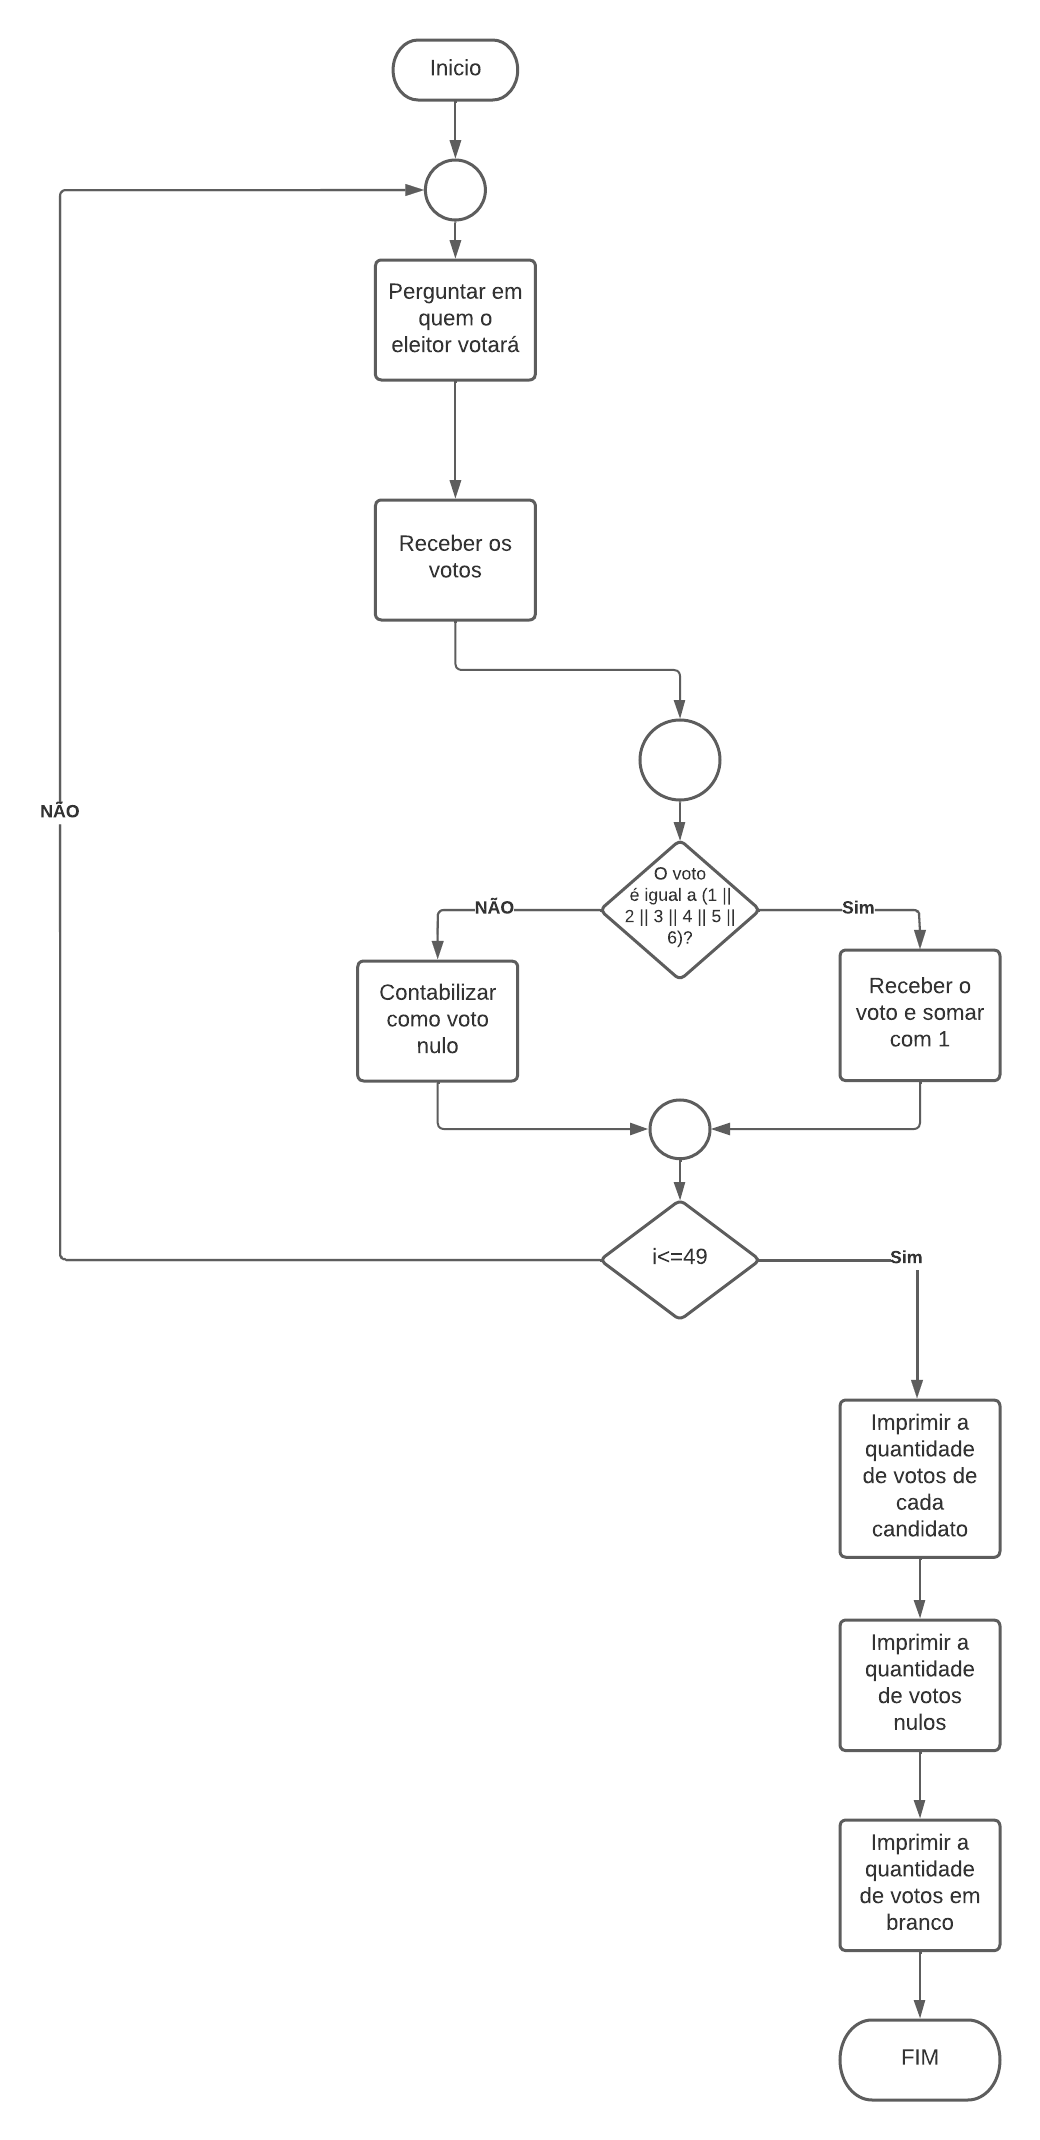 Inicio
Perguntar em
quem o
eleitor votará
Receber os
votos
NÃO
O voto
é igual a (1 ||
2 || 3 || 4 || 5 ||
6)?
NÃO
Sim
Contabilizar
como voto
nulo
Receber o
voto e somar
com 1
i<=49
Sim
Imprimir a
quantidade
de votos de
cada
candidato
Imprimir a
quantidade
de votos
nulos
Imprimir a
quantidade
de votos em
branco
FIM